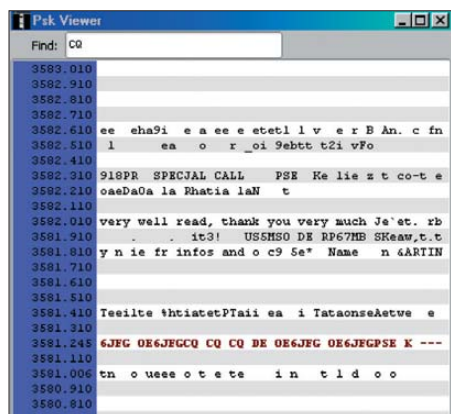 Psk Viewer
Find: CQ
3583.010
3582.910
3582.810
3582.710
3582.610 ee eha9i e a ee e etetl l v e r B An. c fn
3582.510 l ea o r _oi 9ebtt t2i vFo
3582.410
3582.310 918PR SPECJAL CALL PSE Ke lie z t co-t e
3582.210 oaeDa0a la Rhatia laN t
3582.110
3582.010 very well read, thank you very much Je`et. rb
3581.910 . . it3! US5MSO DE RP67MB SKeaw,t.t
3581.810 y n ie fr infos and o c9 5e* Name n &ARTIN
3581.710
3581.610
3581.510
3581.410 Teeilte %htiatetPTaii ea i TataonseAetwe e
3581.310
3581.245 6JFG OE6JFGCQ CQ CQ DE OE6JFG OE6JFGPSE K ---
3581.110
3581.006 tn o ueee o t e te i n t l d o o
3580.910
3580.810